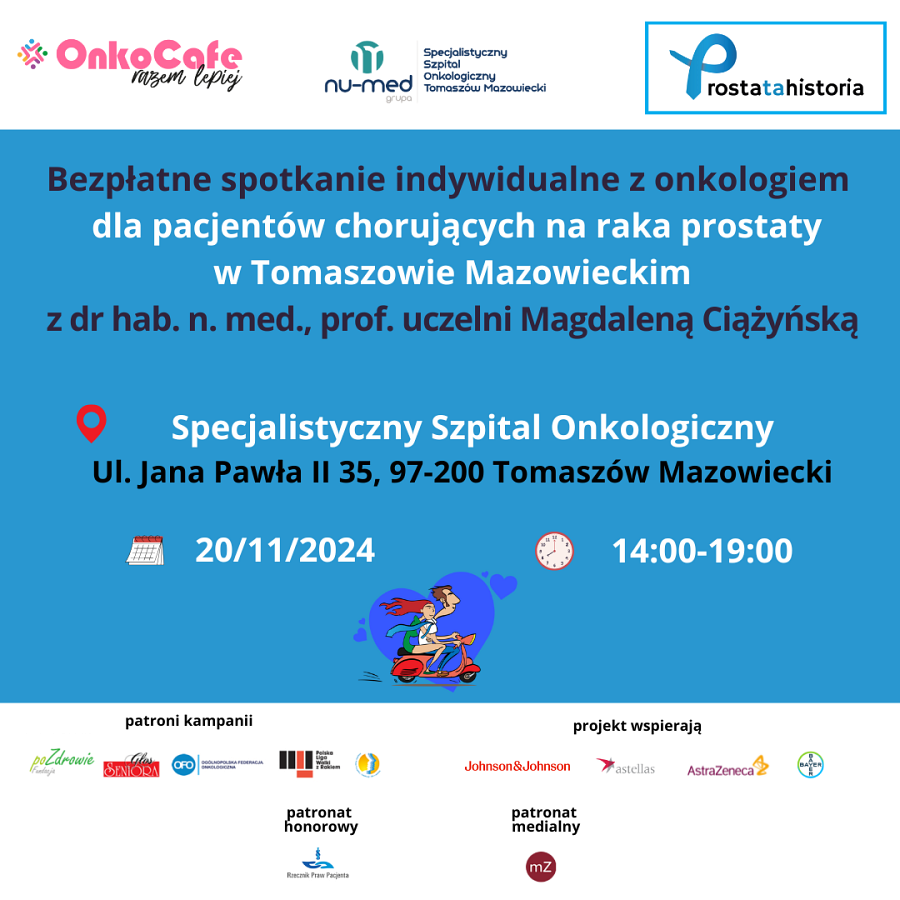 OnkoCafe
razem lepiej
nu-med
grupa
Specjalistyczny
Szpital
Onkologiczny
Tomaszów Mazowiecki
Prostatahistoria
Bezpłatne spotkanie indywidualne z onkologiem
dla pacjentów chorujących na raka prostaty
w Tomaszowie Mazowieckim
z dr hab. n. med., prof. uczelni Magdaleną Ciążyńską
Specjalistyczny Szpital Onkologiczny
Ul. Jana Pawła II 35, 97-200 Tomaszów Mazowiecki
20/11/2024
14:00-19:00
patroni kampanii
projekt wspierają
poZdrowie
Fundacja
Głos
SENIORA
OFO
OGÓLNOPOLSKA FEDERACJA
ONKOLOGICZNA
Polska
Liga
Walki
z Rakiem
Johnson&Johnson
astellas
AstraZeneca
BAYER
patronat
honorowy
patronat
medialny
Rzecznik Praw Pacjenta
mZ